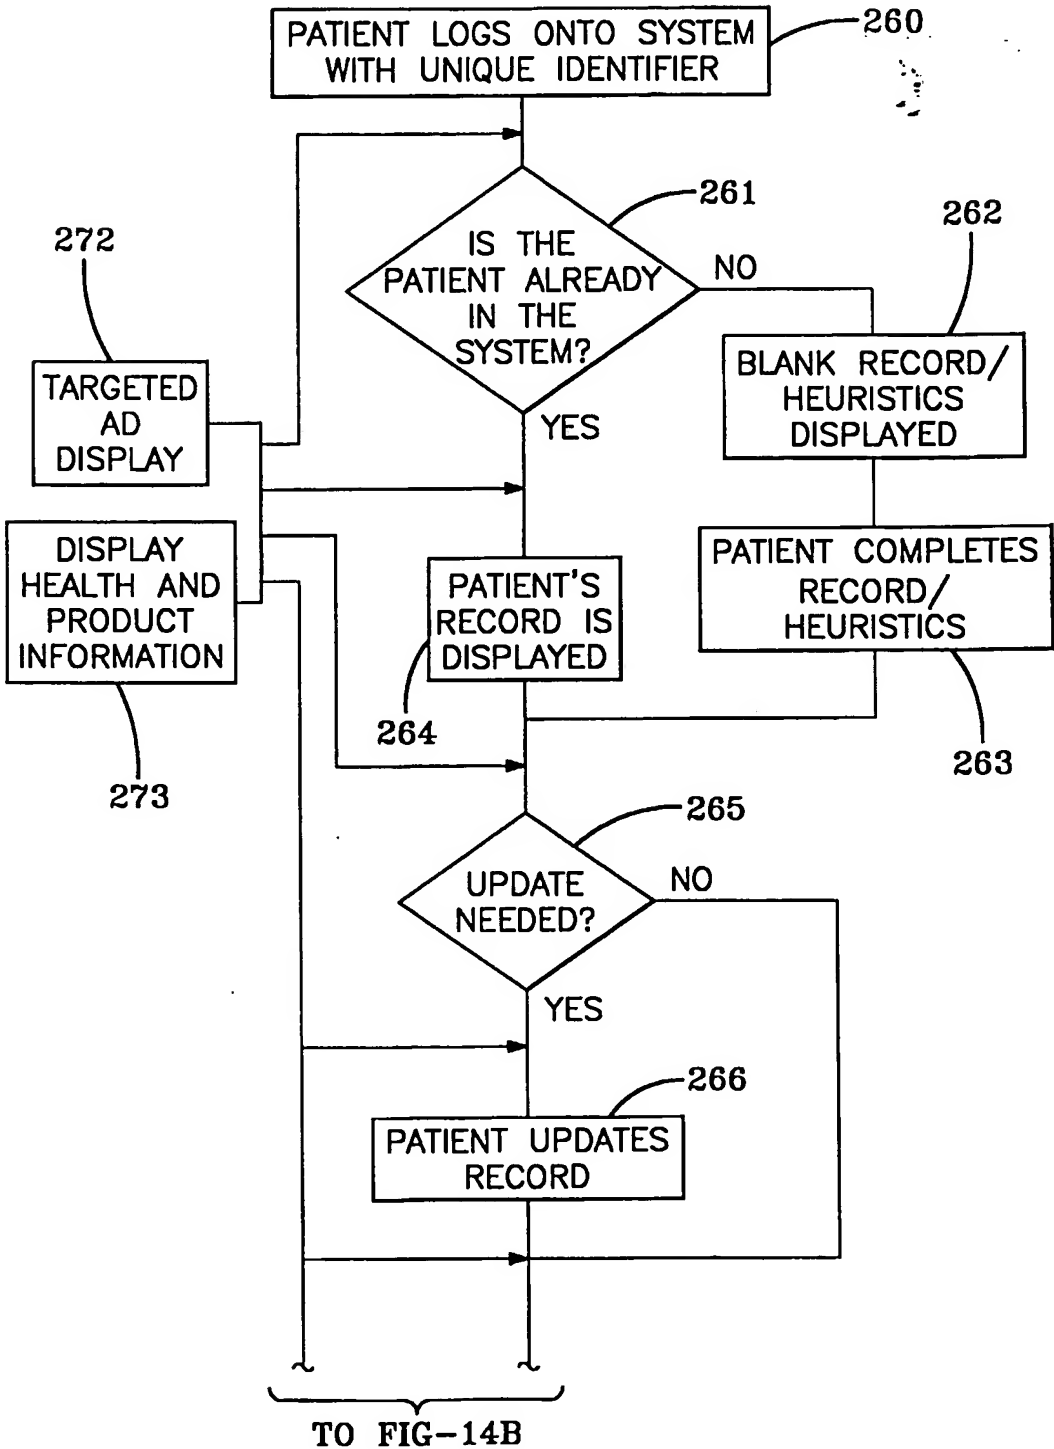 PATIENT LOGS ONTO SYSTEM
WITH UNIQUE IDENTIFIER
260
261
IS THE
PATIENT ALREADY
IN THE
SYSTEM?
NO
YES
262
BLANK RECORD/
HEURISTICS
DISPLAYED
272
TARGETED
AD
DISPLAY
DISPLAY
HEALTH AND
PRODUCT
INFORMATION
273
PATIENT'S
RECORD IS
DISPLAYED
264
PATIENT COMPLETES
RECORD/
HEURISTICS
263
265
UPDATE
NEEDED?
NO
YES
266
PATIENT UPDATES
RECORD
TO FIG-14B